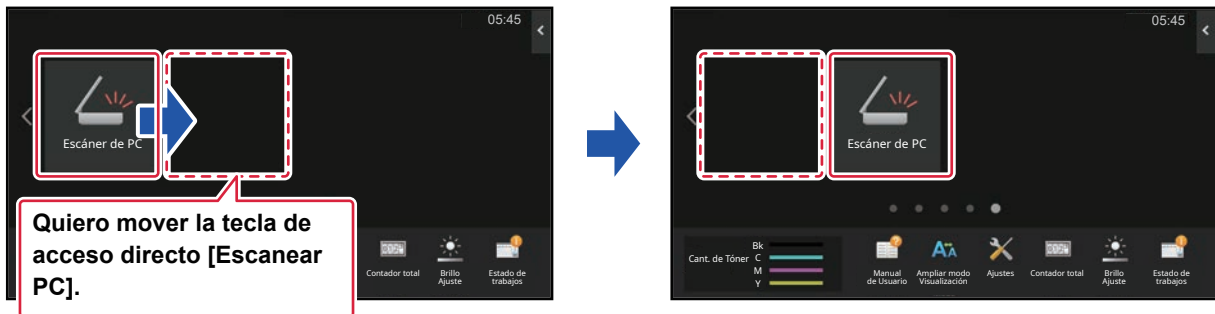 05:45
Escáner de PC
Quiero mover la tecla de
acceso directo [Escanear
PC].
Contador total
Brillo
Ajuste
Estado de
trabajos
05:45
Escáner de PC
Cant. de Tóner
Bk
C
M
Y
Manual
de Usuario
Ampliar modo
Visualización
Ajustes
Contador total
Brillo
Ajuste
Estado de
trabajos